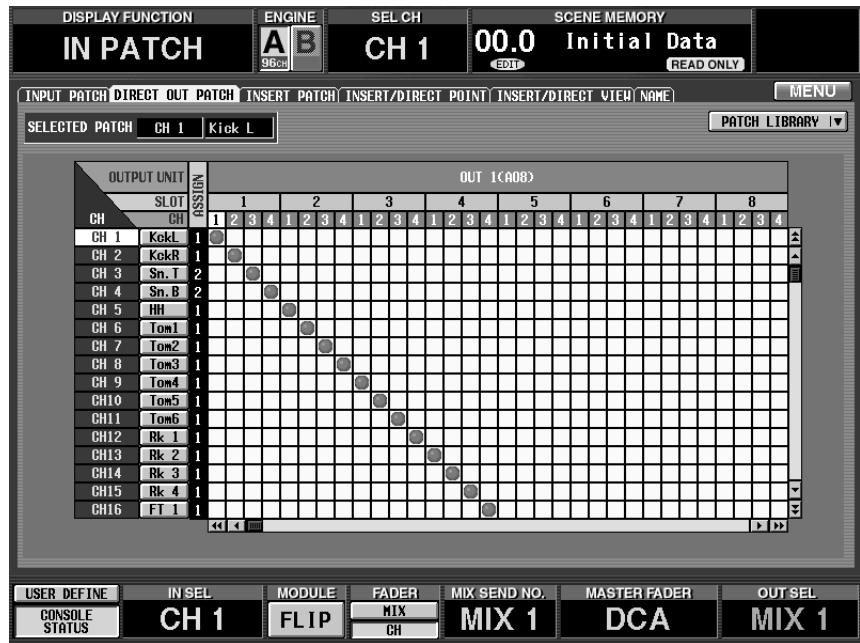 DISPLAY FUNCTION ENGINE SEL CH SCENE MEMORY
IN PATCH A B CH 1 00.0 Initial Data
96CH EDIT READ ONLY
INPUT PATCH DIRECT OUT PATCH INSERT PATCH INSERT/DIRECT POINT INSERT/DIRECT VIEW NAME MENU
SELECTED PATCH CH 1 Kick L PATCH LIBRARY
OUTPUT UNIT ASSIGN OUT 1(A08)
SLOT 1 2 3 4 5 6 7 8
CH CH 1 2 3 4 1 2 3 4 1 2 3 4 1 2 3 4 1 2 3 4 1 2 3 4 1 2 3 4 1 2 3 4
CH 1 KckL 1
CH 2 KckR 1
CH 3 Sn.T 2
CH 4 Sn.B 2
CH 5 HH 1
CH 6 Tom1 1
CH 7 Tom2 1
CH 8 Tom3 1
CH 9 Tom4 1
CH10 Tom5 1
CH11 Tom6 1
CH12 Rk 1 1
CH13 Rk 2 1
CH14 Rk 3 1
CH15 Rk 4 1
CH16 FT 1 1
USER DEFINE IN SEL MODULE FADER MIX SEND NO. MASTER FADER OUT SEL
CONSOLE STATUS CH 1 FLIP MIX CH MIX 1 DCA MIX 1